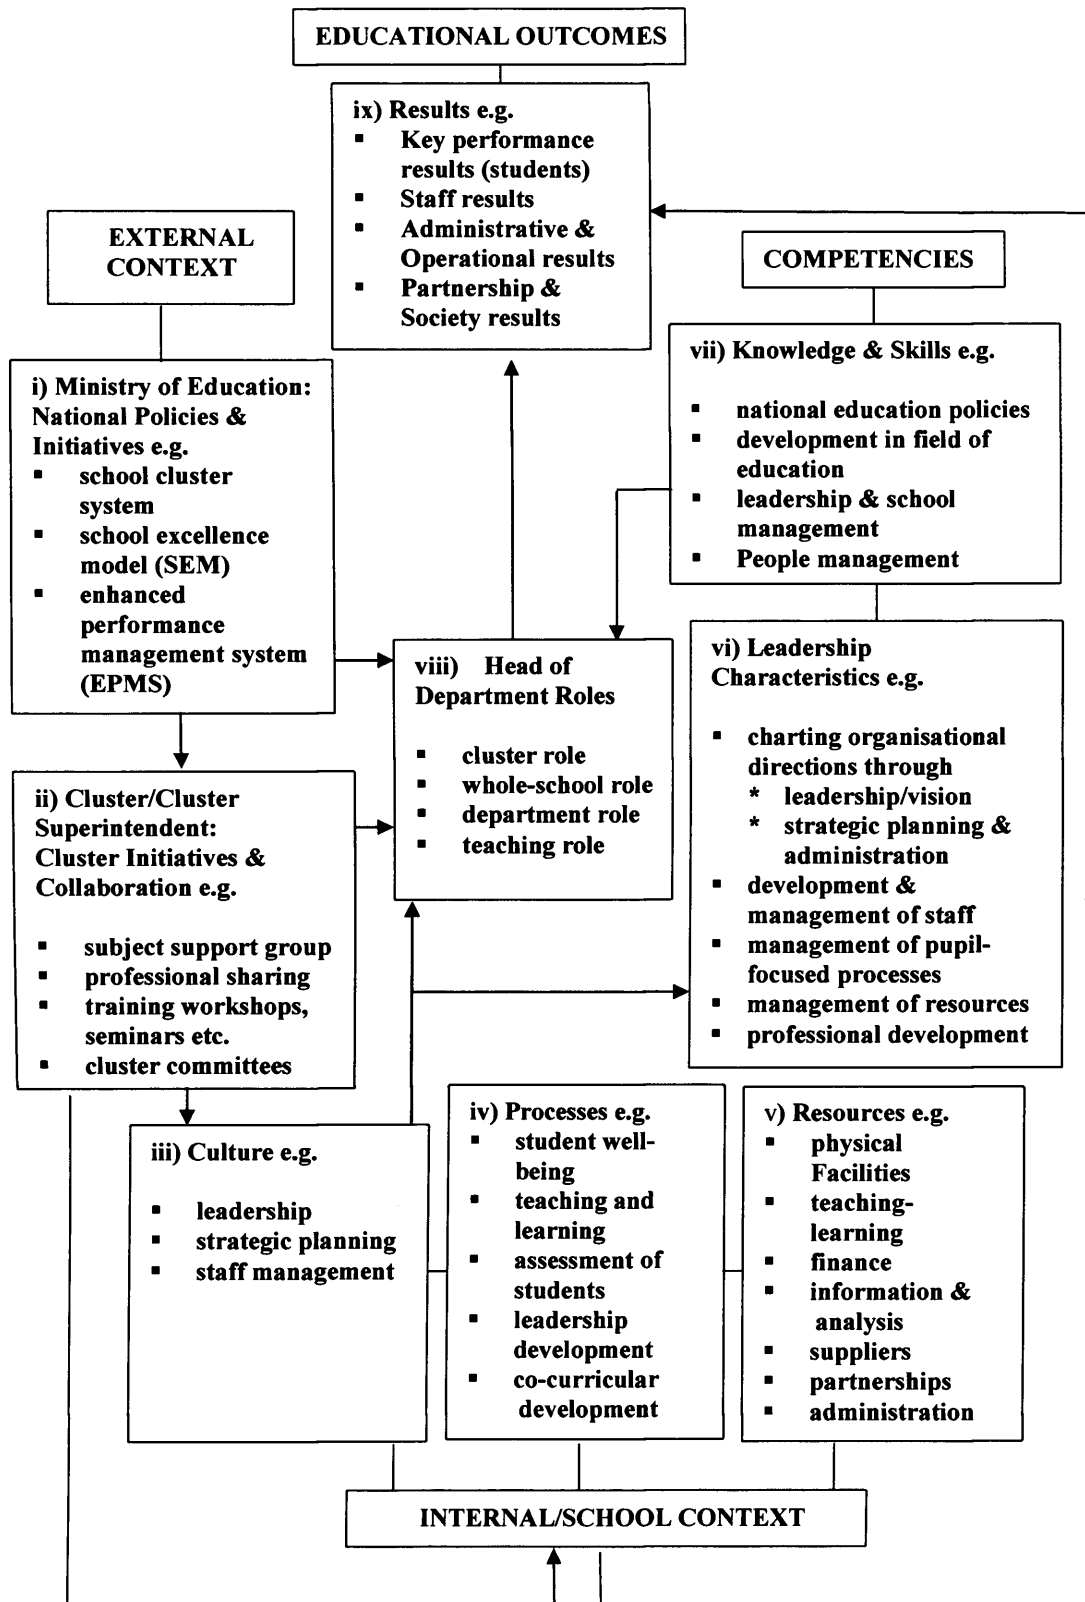 EDUCATIONAL OUTCOMES
ix) Results e.g.
▪ Key performance
results (students)
▪ Staff results
▪ Administrative &
Operational results
▪ Partnership &
Society results
EXTERNAL
CONTEXT
i) Ministry of Education:
National Policies &
Initiatives e.g.
▪ school cluster
system
▪ school excellence
model (SEM)
▪ enhanced
performance
management system
(EPMS)
ii) Cluster/Cluster
Superintendent:
Cluster Initiatives &
Collaboration e.g.
▪ subject support group
▪ professional sharing
▪ training workshops,
seminars etc.
▪ cluster committees
COMPETENCIES
vii) Knowledge & Skills e.g.
▪ national education policies
▪ development in field of
education
▪ leadership & school
management
▪ People management
vi) Leadership
Characteristics e.g.
▪ charting organisational
directions through
* leadership/vision
* strategic planning &
administration
▪ development &
management of staff
▪ management of pupil-
focused processes
▪ management of resources
▪ professional development
viii) Head of
Department Roles
▪ cluster role
▪ whole-school role
▪ department role
▪ teaching role
iii) Culture e.g.
▪ leadership
▪ strategic planning
▪ staff management
iv) Processes e.g.
▪ student well-
being
▪ teaching and
learning
▪ assessment of
students
▪ leadership
development
▪ co-curricular
development
v) Resources e.g.
▪ physical
Facilities
▪ teaching-
learning
▪ finance
▪ information &
analysis
▪ suppliers
▪ partnerships
▪ administration
INTERNAL/SCHOOL CONTEXT